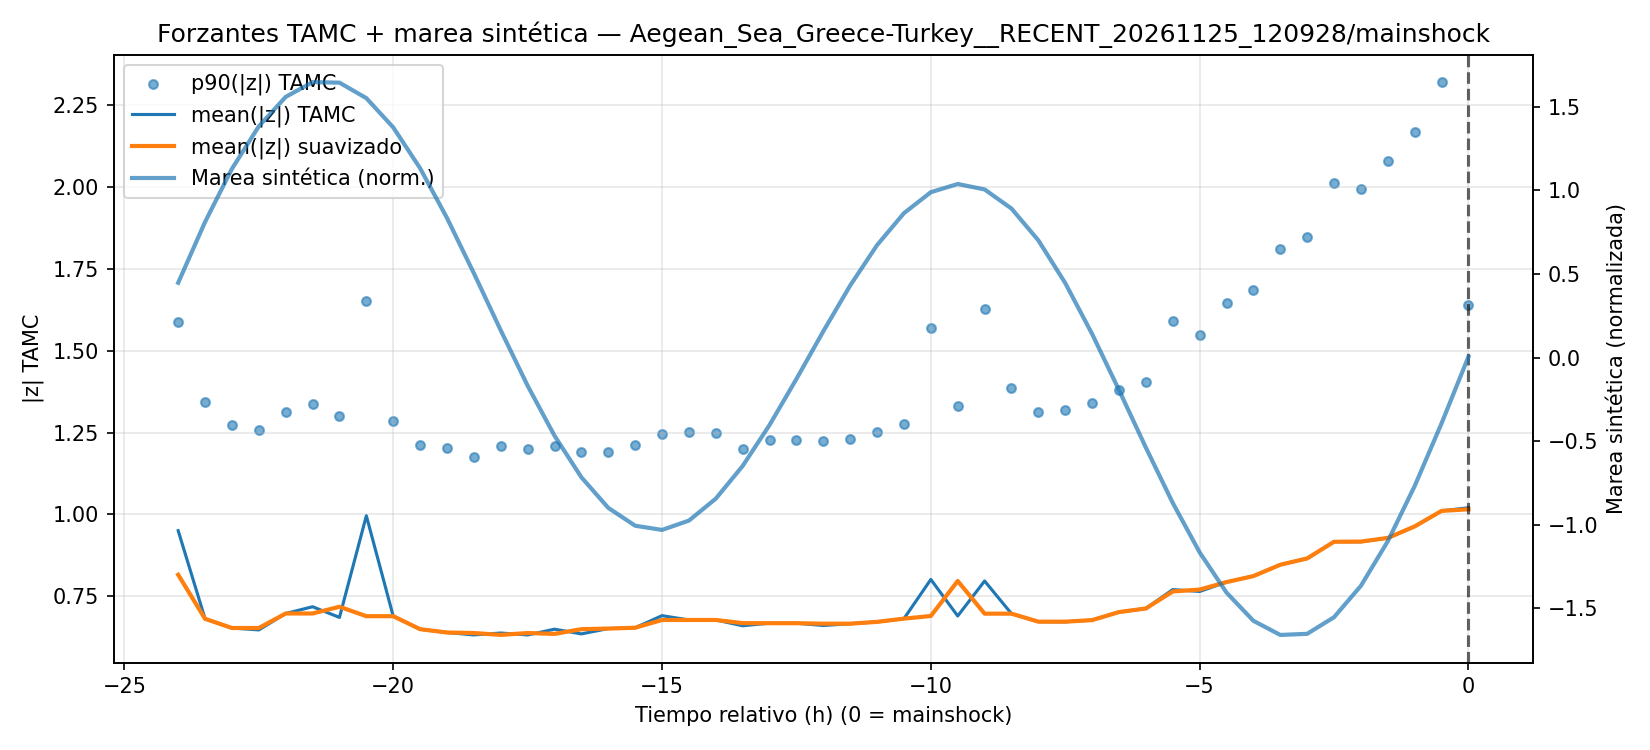 Forzantes TAMC + marea sintética — Aegean_Sea_Greece-Turkey__RECENT_20261125_120928/mainshock
p90(|z|) TAMC
mean(|z|) TAMC
mean(|z|) suavizado
Marea sintética (norm.)
|z| TAMC
2.25
2.00
1.75
1.50
1.25
1.00
0.75
1.5
1.0
0.5
0.0
−0.5
−1.0
−1.5
Marea sintética (normalizada)
−25
−20
−15
−10
−5
0
Tiempo relativo (h) (0 = mainshock)